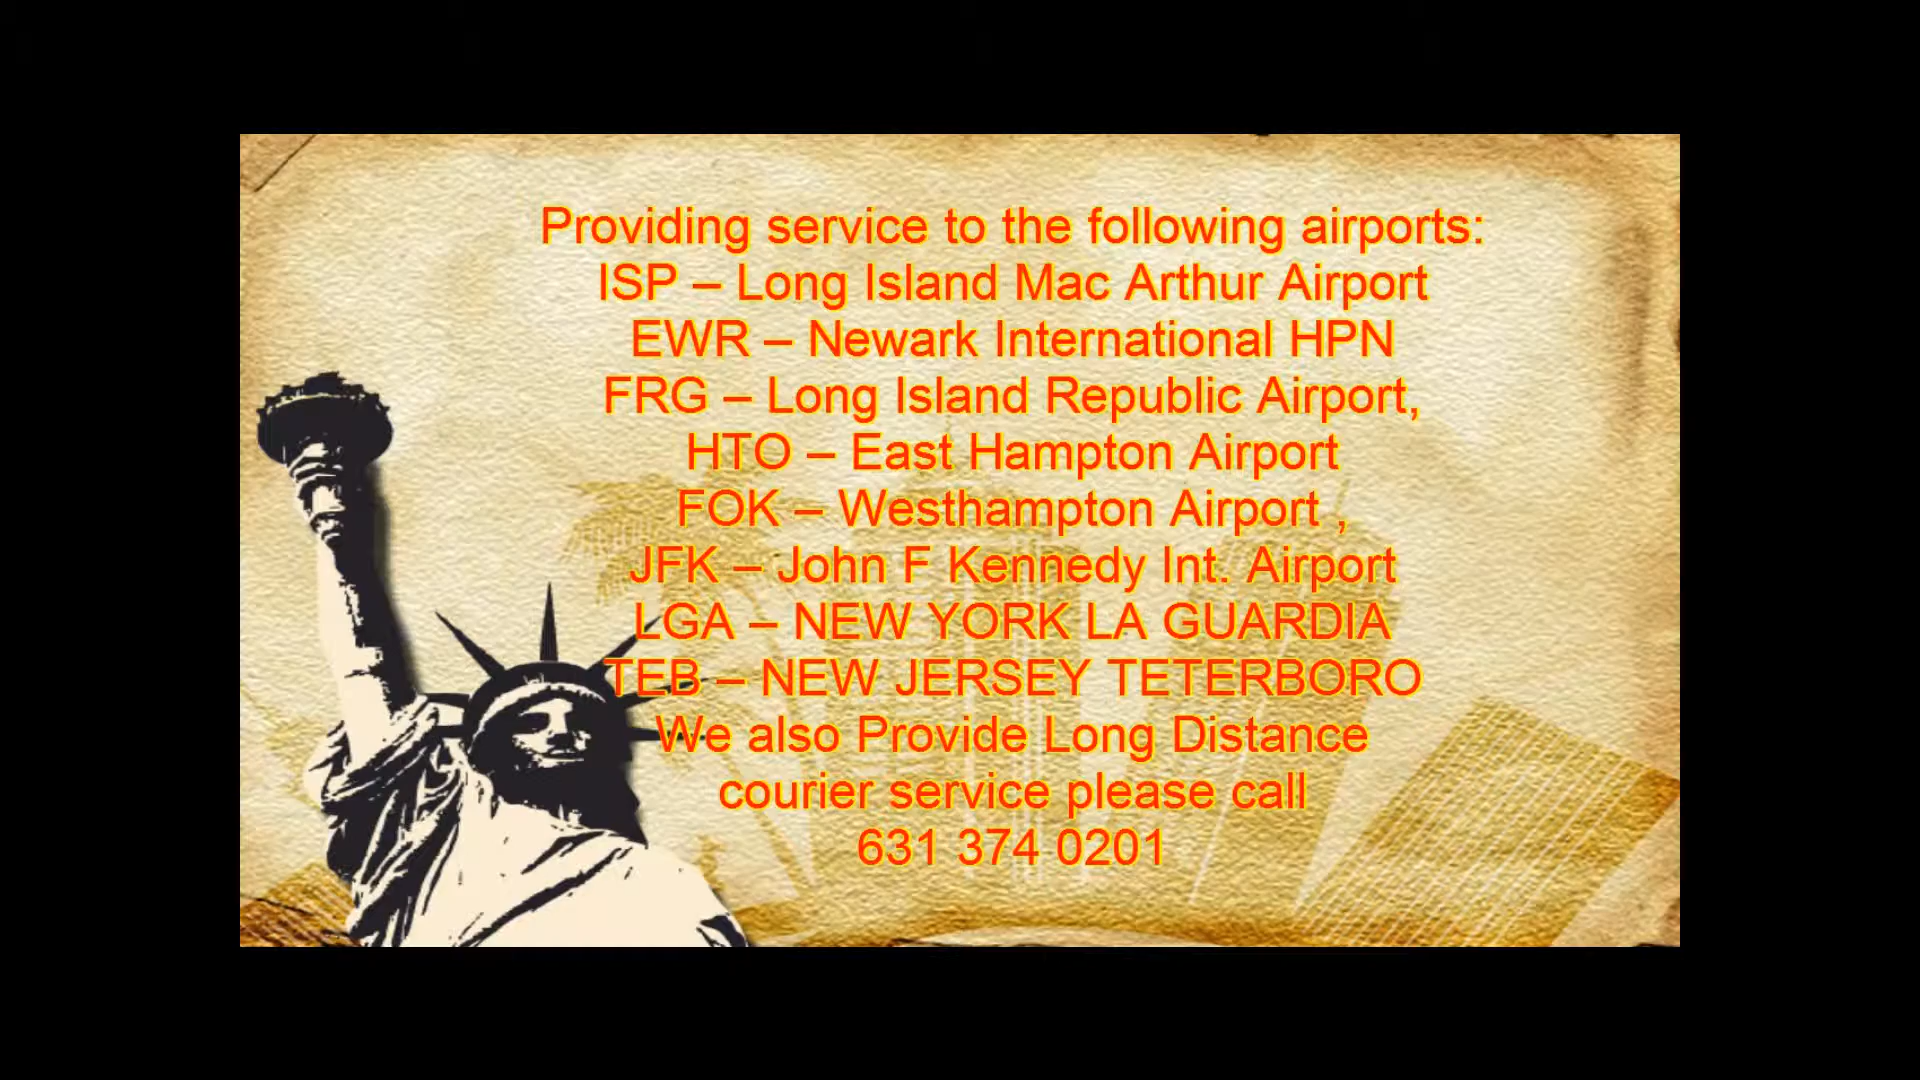 Providing service to the following airports:
ISP – Long Island Mac Arthur Airport
EWR – Newark International HPN
FRG – Long Island Republic Airport,
HTO – East Hampton Airport
FOK – Westhampton Airport ,
JFK – John F Kennedy Int. Airport
LGA – NEW YORK LA GUARDIA
TEB – NEW JERSEY TETERBORO
We also Provide Long Distance
courier service please call
631 374 0201